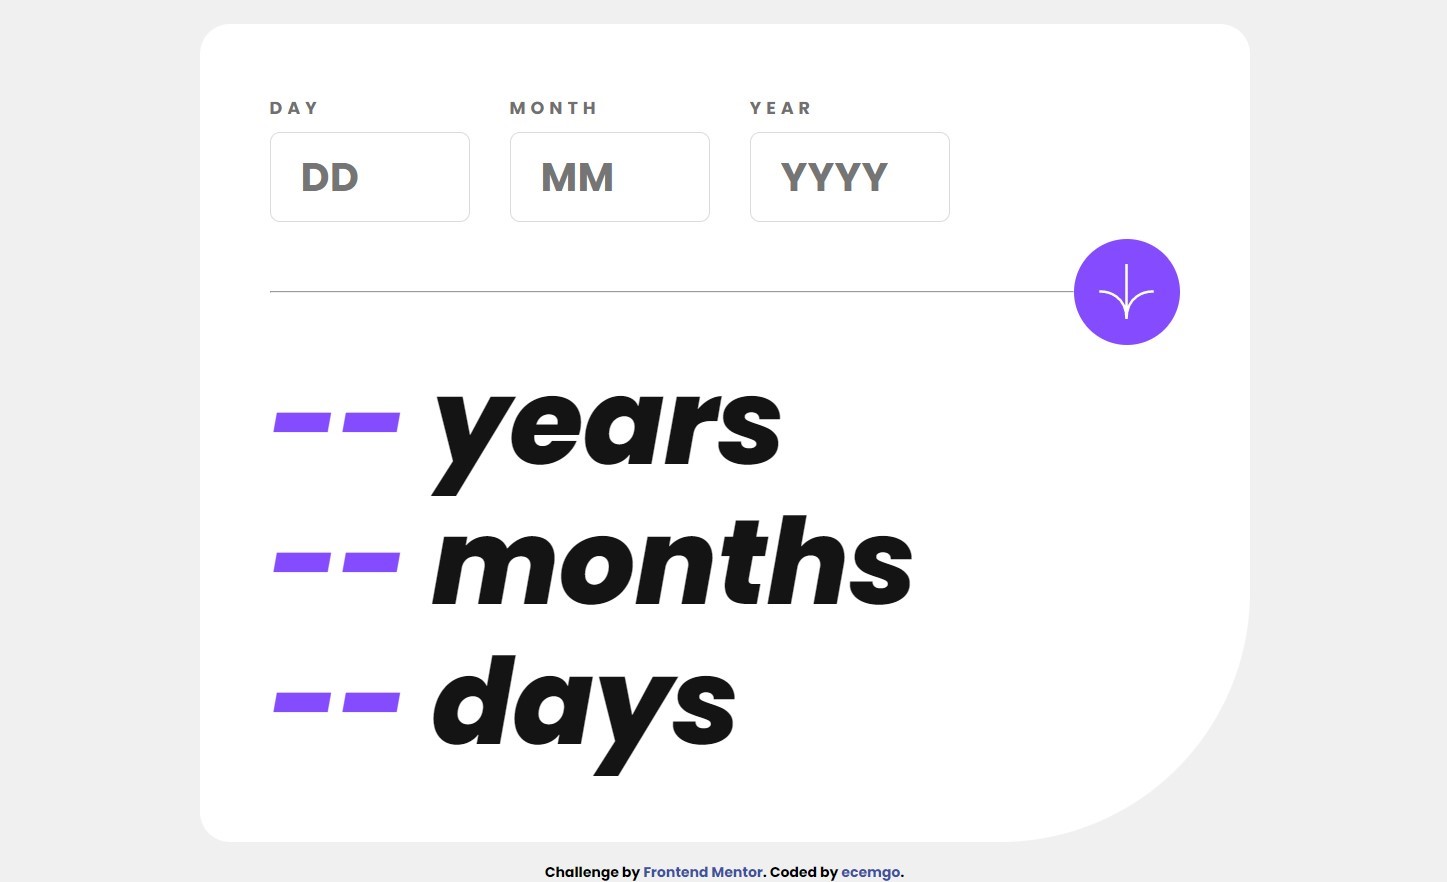 DAY MONTH YEAR
DD MM YYYY
-- years
-- months
-- days
Challenge by Frontend Mentor. Coded by ecemgo.